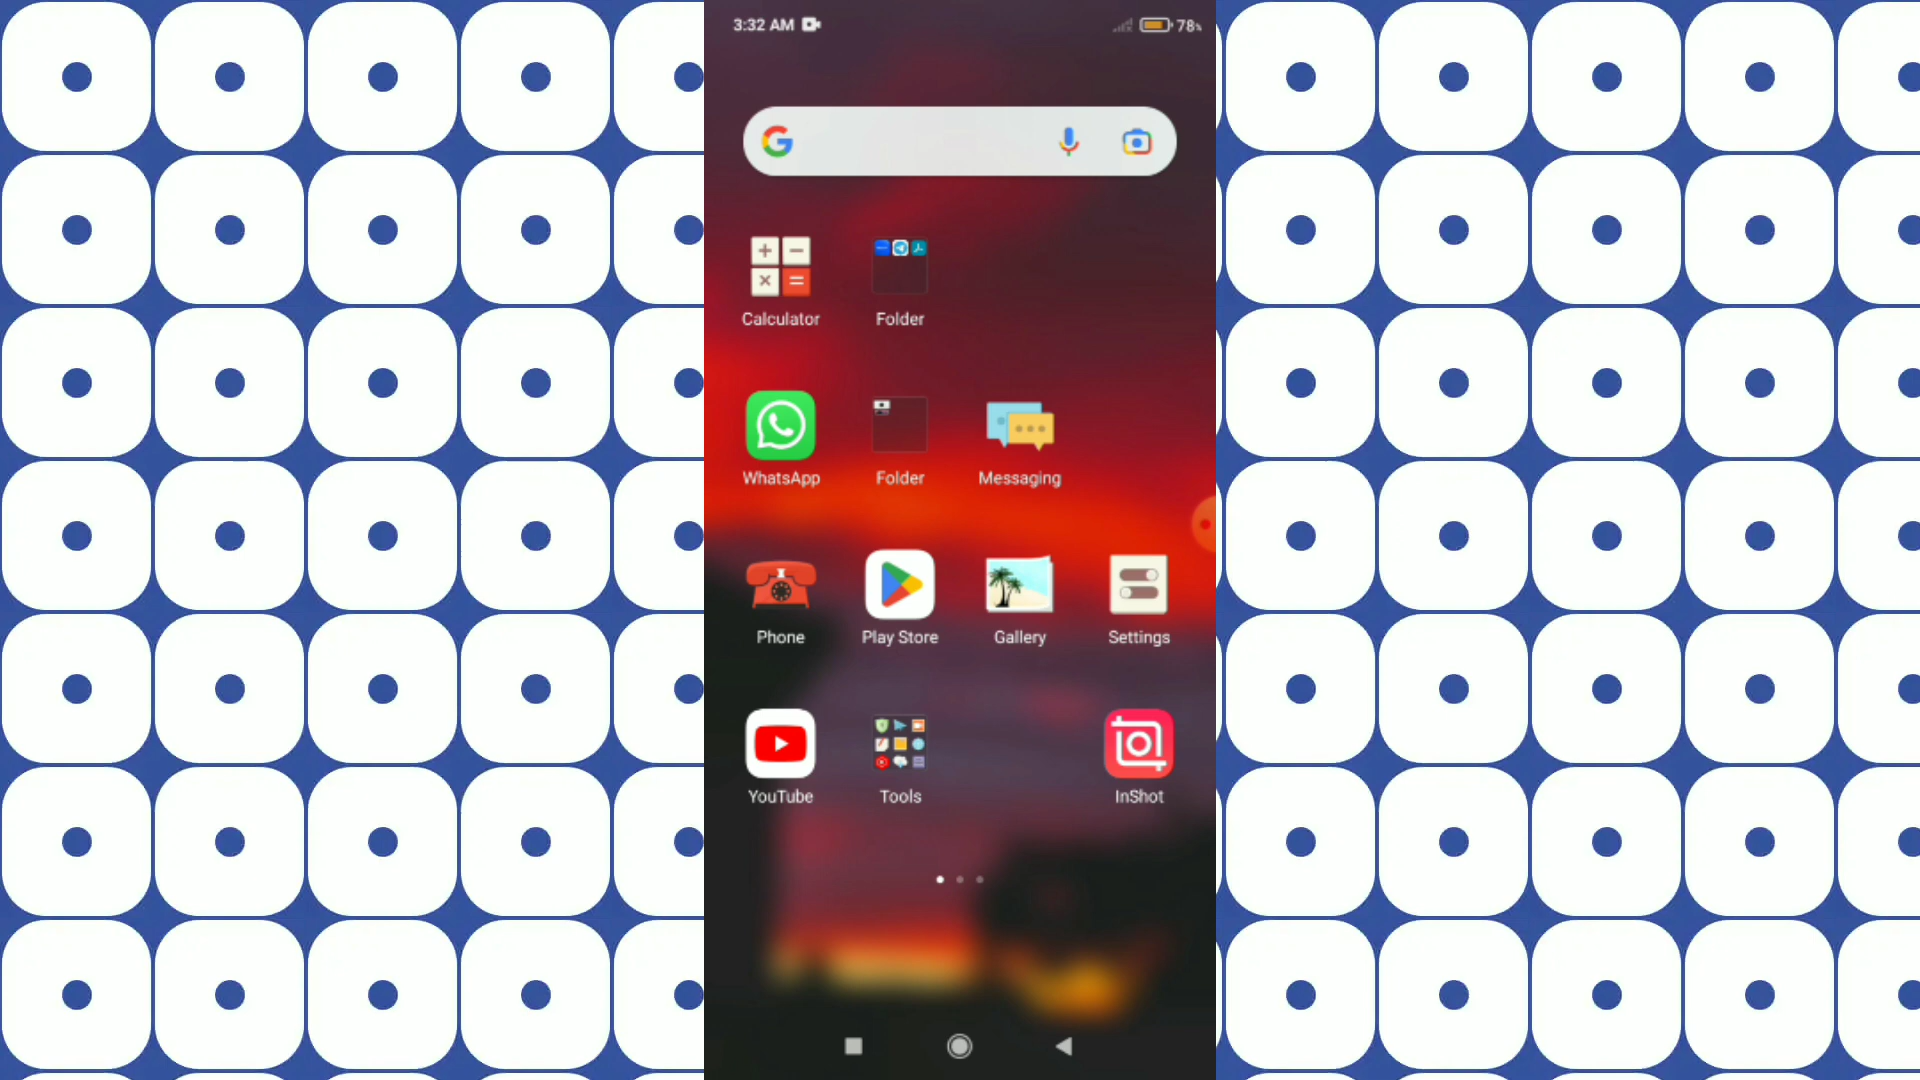 3:32 AM 78%
Calculator Folder
WhatsApp Folder Messaging
Phone Play Store Gallery Settings
YouTube Tools InShot